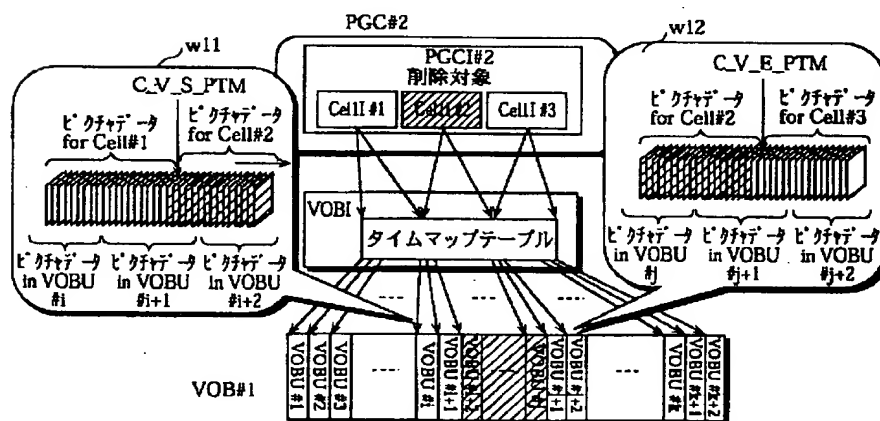 PGC#2
w11
w12
PGCI#2
削除対象
C_V_S_PTM
C_V_E_PTM
CellI #1
CellI #3
ピクチャデータ
for Cell#1
ピクチャデータ
for Cell#2
ピクチャデータ
for Cell#2
ピクチャデータ
for Cell#3
VOBI
タイムマップテーブル
ピクチャデータ
in VOBU
#i
ピクチャデータ
in VOBU
#i+1
ピクチャデータ
in VOBU
#i+2
ピクチャデータ
in VOBU
#j
ピクチャデータ
in VOBU
#j+1
ピクチャデータ
in VOBU
#j+2
VOB#1
VOBU #1
VOBU #2
VOBU #3
VOBU #i
VOBU #i+1
VOBU #+1
VOBU #+2
VOBU #k
VOBU #k+1
VOBU #k+2